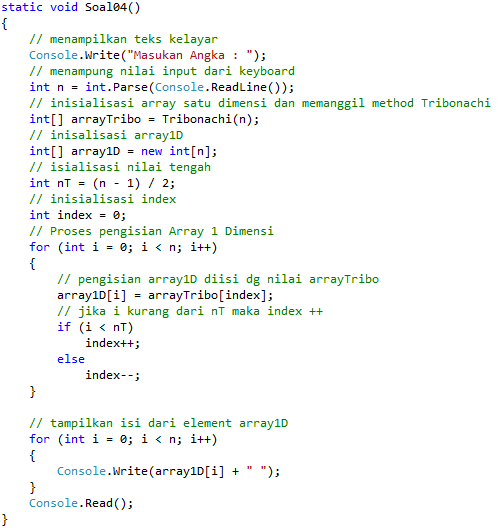 static void Soal04()
{
    // menampilkan teks kelayar
    Console.Write("Masukan Angka : ");
    // menampung nilai input dari keyboard
    int n = int.Parse(Console.ReadLine());
    // inisialisasi array satu dimensi dan memanggil method Tribonachi
    int[] arrayTribo = Tribonachi(n);
    // inisalisasi array1D
    int[] array1D = new int[n];
    // isialisasi nilai tengah
    int nT = (n - 1) / 2;
    // inisialisasi index
    int index = 0;
    // Proses pengisian Array 1 Dimensi
    for (int i = 0; i < n; i++)
    {
        // pengisian array1D diisi dg nilai arrayTribo
        array1D[i] = arrayTribo[index];
        // jika i kurang dari nT maka index ++
        if (i < nT)
            index++;
        else
            index--;
    }

    // tampilkan isi dari element array1D
    for (int i = 0; i < n; i++)
    {
        Console.Write(array1D[i] + " ");
    }
    Console.Read();
}